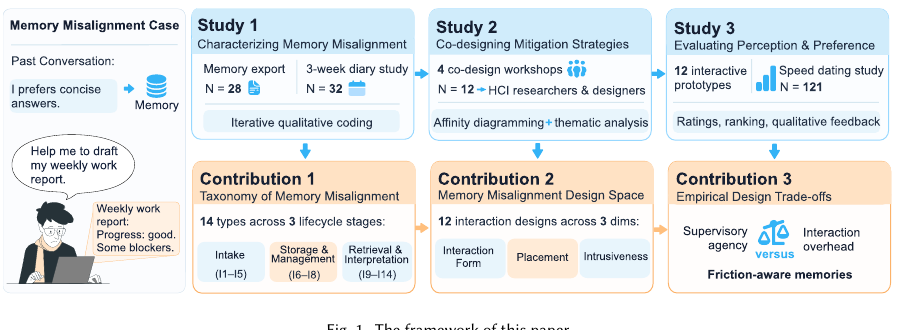 Memory Misalignment Case
Past Conversation:
I prefers concise
answers.
Memory
Help me to draft
my weekly work
report.
Weekly work
report:
Progress: good.
Some blockers.
Study 1
Characterizing Memory Misalignment
Memory export
N = 28
3-week diary study
N = 32
Iterative qualitative coding
Study 2
Co-designing Mitigation Strategies
4 co-design workshops
N = 12 → HCI researchers & designers
Affinity diagramming + thematic analysis
Study 3
Evaluating Perception & Preference
12 interactive
prototypes
Speed dating study
N = 121
Ratings, ranking, qualitative feedback
Contribution 1
Taxonomy of Memory Misalignment
14 types across 3 lifecycle stages:
Intake
(I1–I5)
Storage &
Management
(I6–I8)
Retrieval &
Interpretation
(I9–I14)
Contribution 2
Memory Misalignment Design Space
12 interaction designs across 3 dims:
Interaction
Form
Placement
Intrusiveness
Contribution 3
Empirical Design Trade-offs
Supervisory
agency
versus
Interaction
overhead
Friction-aware memories
Fig. 1. The framework of this paper